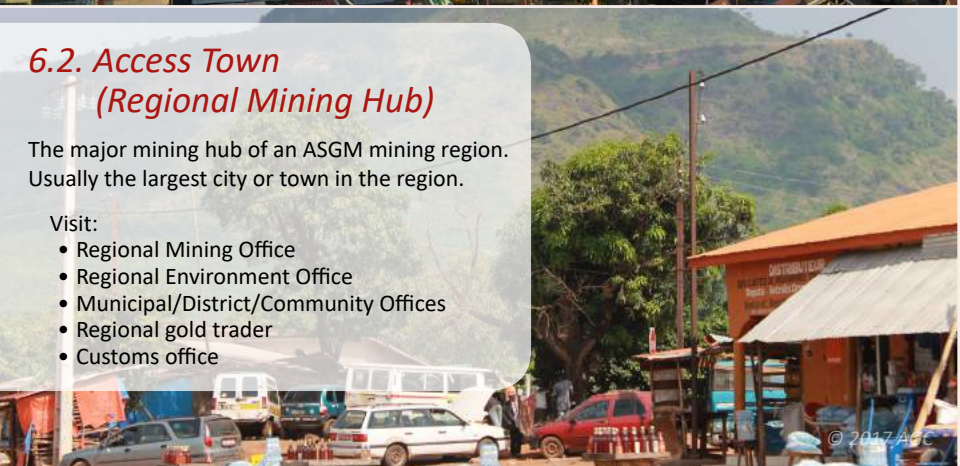 6.2. Access Town
(Regional Mining Hub)
The major mining hub of an ASGM mining region.
Usually the largest city or town in the region.
Visit:
• Regional Mining Office
• Regional Environment Office
• Municipal/District/Community Offices
• Regional gold trader
• Customs office
DISTRIBUTEUR
© 2017 AGC